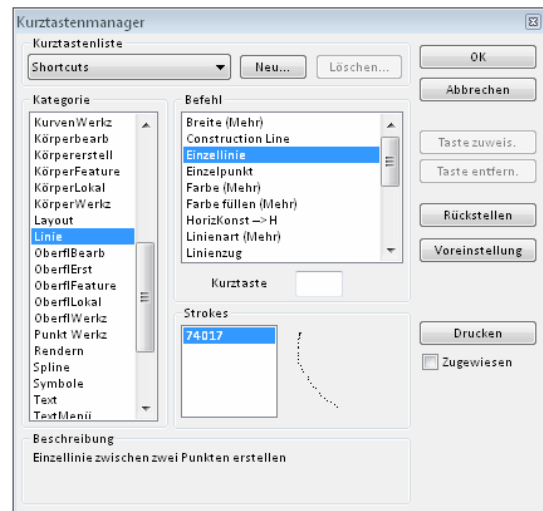 Kurztastenmanager
Kurztastenliste
Shortcuts
Neu...
Löschen...
OK
Abbrechen
Kategorie
KurvenWerkz
Körperbearb
Körpererstell
KörperFeature
KörperLokal
KörperWerkz
Layout
Linie
OberflBearb
OberflErst
OberflFeature
OberflLokal
OberflWerkz
Punkt Werkz
Rendern
Spline
Symbole
Text
TextMenü
Befehl
Breite (Mehr)
Construction Line
Einzellinie
Einzelpunkt
Farbe (Mehr)
Farbe füllen (Mehr)
HorizKonst -->H
Linienart (Mehr)
Linienzug
Kurztaste
Strokes
74017
Taste zuweis.
Taste entfern.
Rückstellen
Voreinstellung
Drucken
Zugewiesen
Beschreibung
Einzellinie zwischen zwei Punkten erstellen